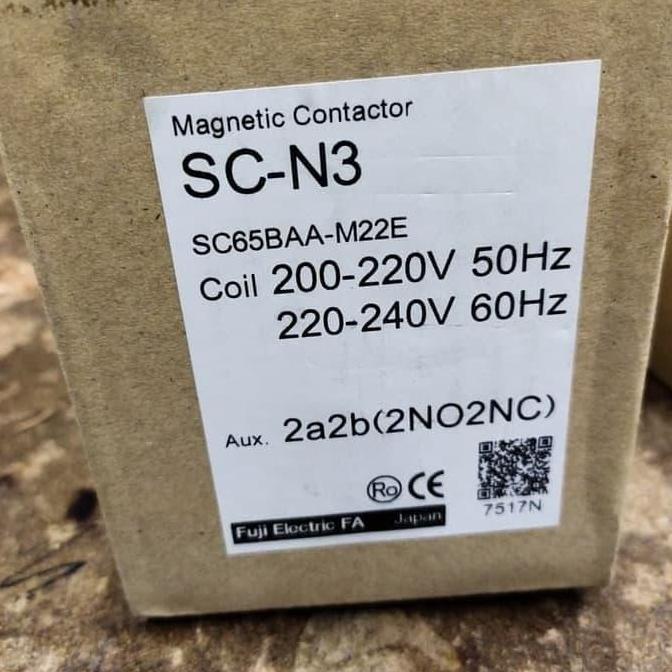 Magnetic Contactor
SC-N3
SC65BAA-M22E
Coil 200-220V 50Hz
220-240V 60Hz
Aux. 2a2b(2NO2NC)
Ro CE
7517N
Fuji Electric FA Japan